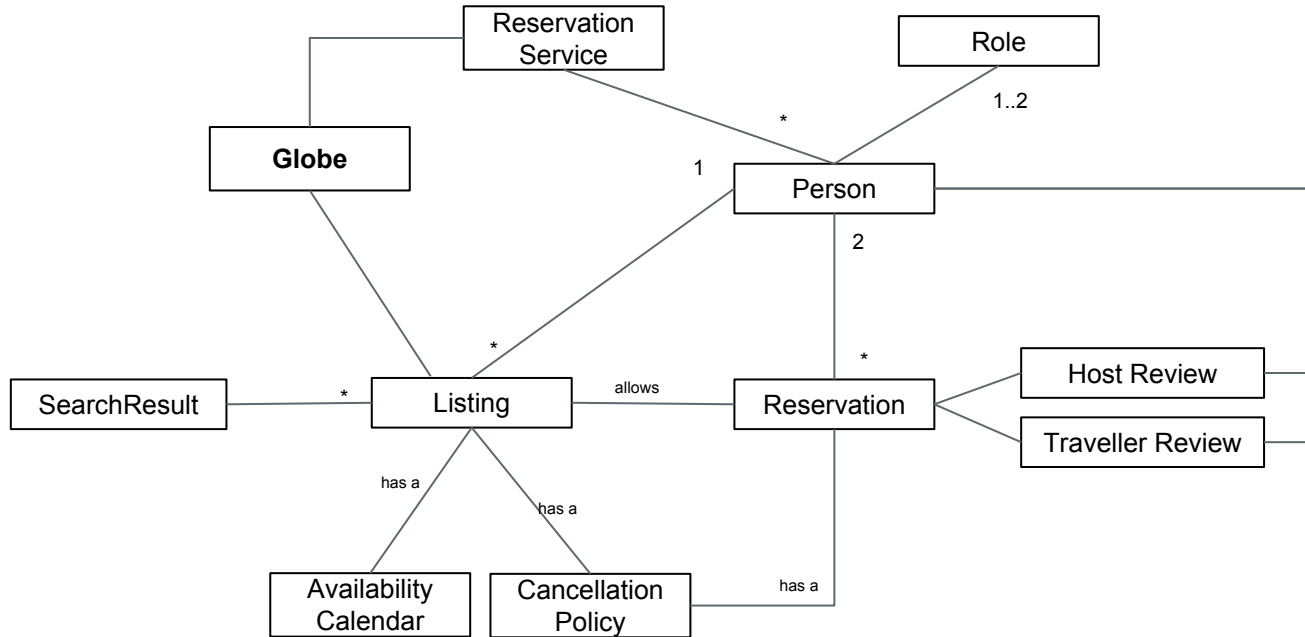 Reservation
Service
Role
1..2
*
Globe
1
Person
2
*
*
SearchResult
*
Listing
allows
Reservation
Host Review
Traveller Review
has a
has a
Availability
Calendar
Cancellation
Policy
has a